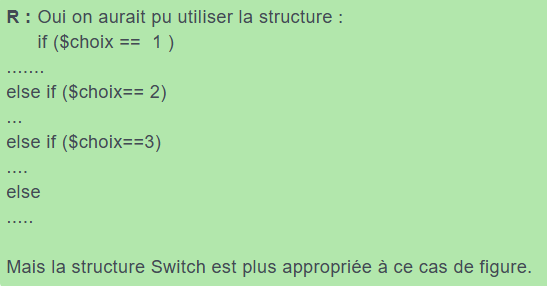 R : Oui on aurait pu utiliser la structure :
if ($choix == 1 )
.......
else if ($choix== 2)
...
else if ($choix==3)
....
else
.....
Mais la structure Switch est plus appropriée à ce cas de figure.